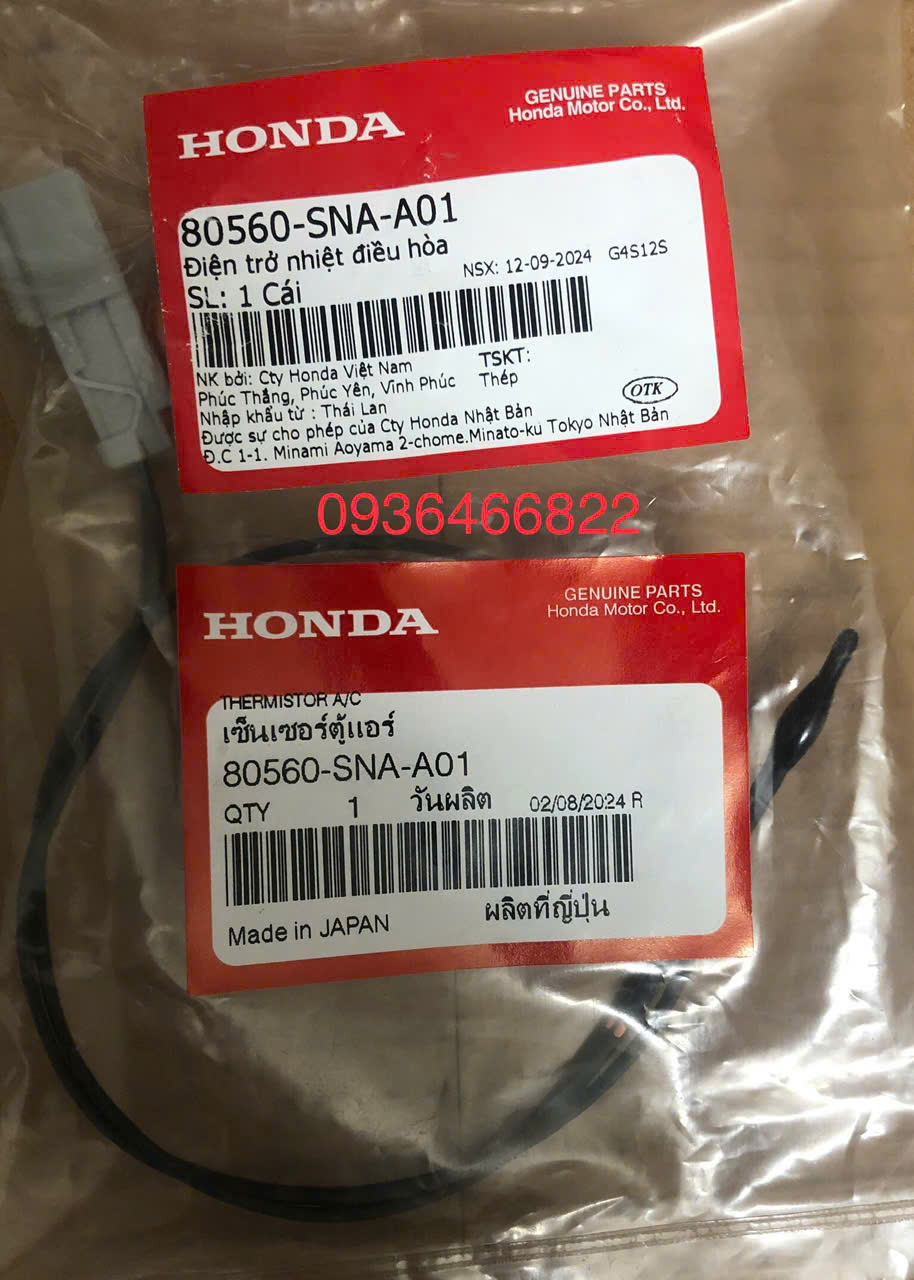 HONDA
GENUINE PARTS
Honda Motor Co., Ltd.
80560-SNA-A01
Điện trở nhiệt điều hòa
NSX: 12-09-2024 G4S12S
SL: 1 Cái
NK bởi: Cty Honda Việt Nam
TSKT:
Phúc Thắng, Phúc Yên, Vĩnh Phúc
Thép
Nhập khẩu từ : Thái Lan
OTK
Được sự cho phép của Cty Honda Nhật Bản
Đ.C 1-1. Minami Aoyama 2-chome.Minato-ku Tokyo Nhật Bản
0936466822
HONDA
GENUINE PARTS
Honda Motor Co., Ltd.
THERMISTOR A/C
เซ็นเซอร์ตู้แอร์
80560-SNA-A01
QTY 1 วันผลิต 02/08/2024 R
Made in JAPAN ผลิตที่ญี่ปุ่น